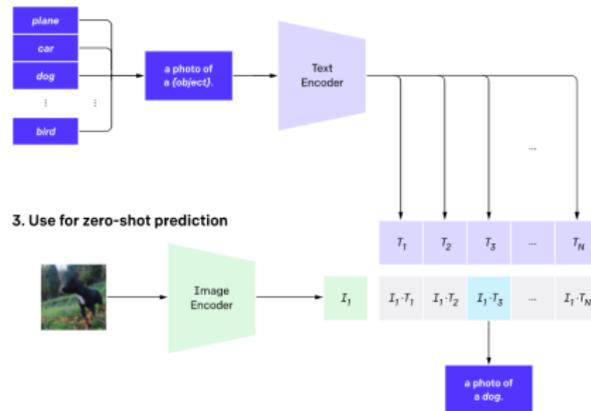 plane
car
dog
⋮ ⋮
bird
a photo of
a {object}.
Text
Encoder
...
3. Use for zero-shot prediction
T1 T2 T3 ... TN
Image
Encoder
I1
I1·T1 I1·T2 I1·T3 ... I1·TN
a photo of
a dog.